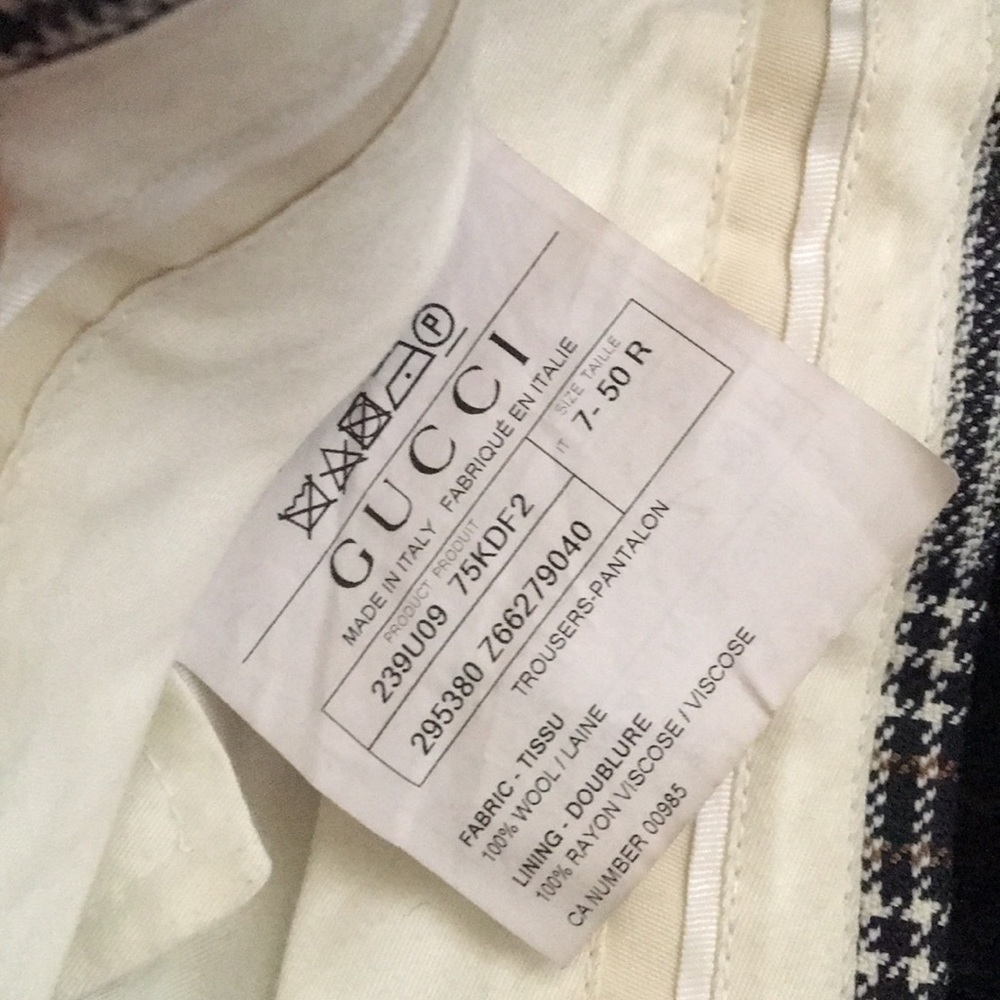 P
GUCCI
MADE IN ITALY FABRIQUÉ EN ITALIE
PRODUCT PRODUIT
239U09 75KDF2
295380 Z66279040
SIZE TAILLE
IT 7- 50 R
TROUSERS-PANTALON
FABRIC - TISSU
100% WOOL / LAINE
LINING - DOUBLURE
100% RAYON VISCOSE / VISCOSE
CA NUMBER 00985